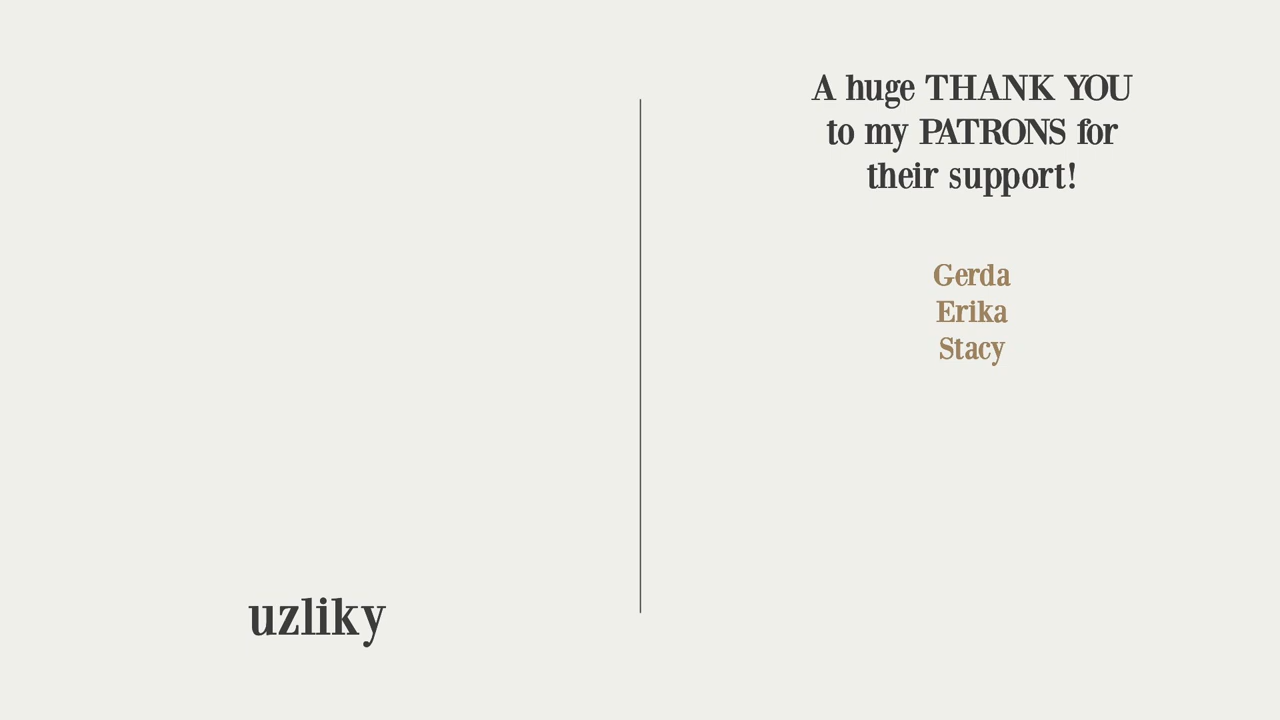 A huge THANK YOU
to my PATRONS for
their support!
Gerda
Erika
Stacy
uzliky